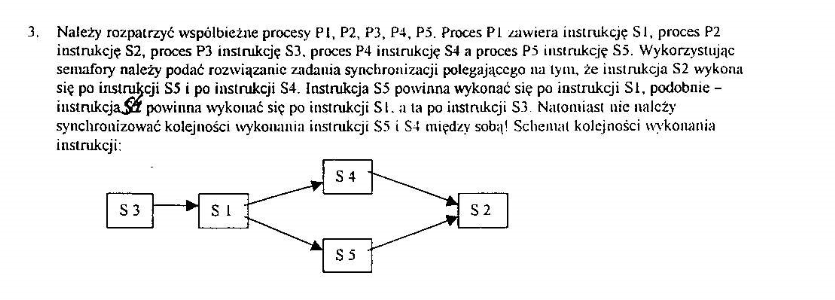 3. Należy rozpatrzyć współbieżne procesy P1, P2, P3, P4, P5. Proces P1 zawiera instrukcję S1, proces P2
instrukcję S2, proces P3 instrukcję S3, proces P4 instrukcję S4 a proces P5 instrukcję S5. Wykorzystując
semafory należy podać rozwiązanie zadania synchronizacji polegającego na tym, że instrukcja S2 wykona
się po instrukcji S5 i po instrukcji S4. Instrukcja S5 powinna wykonać się po instrukcji S1, podobnie –
instrukcja S4 powinna wykonać się po instrukcji S1, a ta po instrukcji S3. Natomiast nie należy
synchronizować kolejności wykonania instrukcji S5 i S4 między sobą! Schemat kolejności wykonania
instrukcji:
S 4
S 3
S 1
S 2
S 5